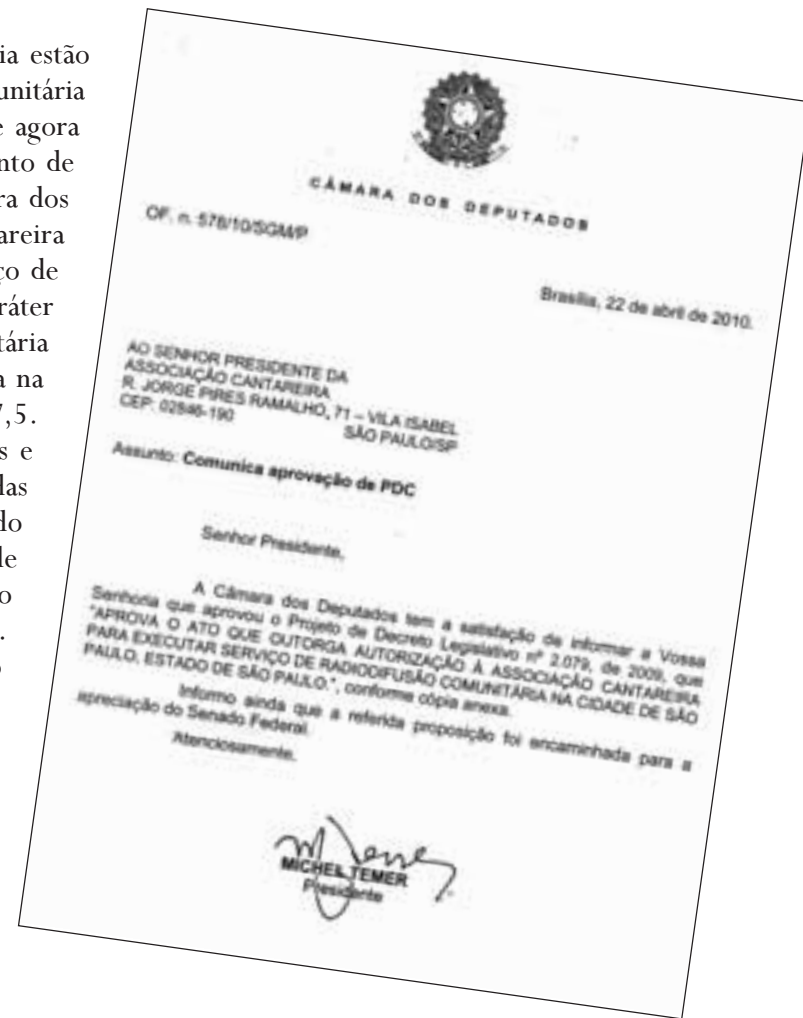 ia estão
unitária
e agora
nto de
ra dos
areira
ço de
ráter
tária
a na
7,5.
s e
las
do
le
o
.
o
CÂMARA DOS DEPUTADOS
OF. n. 578/10/SGM/P
Brasília, 22 de abril de 2010.
AO SENHOR PRESIDENTE DA
ASSOCIAÇÃO CANTAREIRA
R. JORGE PIRES RAMALHO, 71 – VILA ISABEL
CEP: 02846-190 SÃO PAULO/SP
Assunto: Comunica aprovação de PDC
Senhor Presidente,
A Câmara dos Deputados tem a satisfação de informar a Vossa
Senhoria que aprovou o Projeto de Decreto Legislativo nº 2.079, de 2009, que
"APROVA O ATO QUE OUTORGA AUTORIZAÇÃO À ASSOCIAÇÃO CANTAREIRA
PARA EXECUTAR SERVIÇO DE RADIODIFUSÃO COMUNITÁRIA NA CIDADE DE SÃO
PAULO, ESTADO DE SÃO PAULO.", conforme cópia anexa.
Informo ainda que a referida proposição foi encaminhada para a
apreciação do Senado Federal.
Atenciosamente,
MICHEL TEMER
Presidente